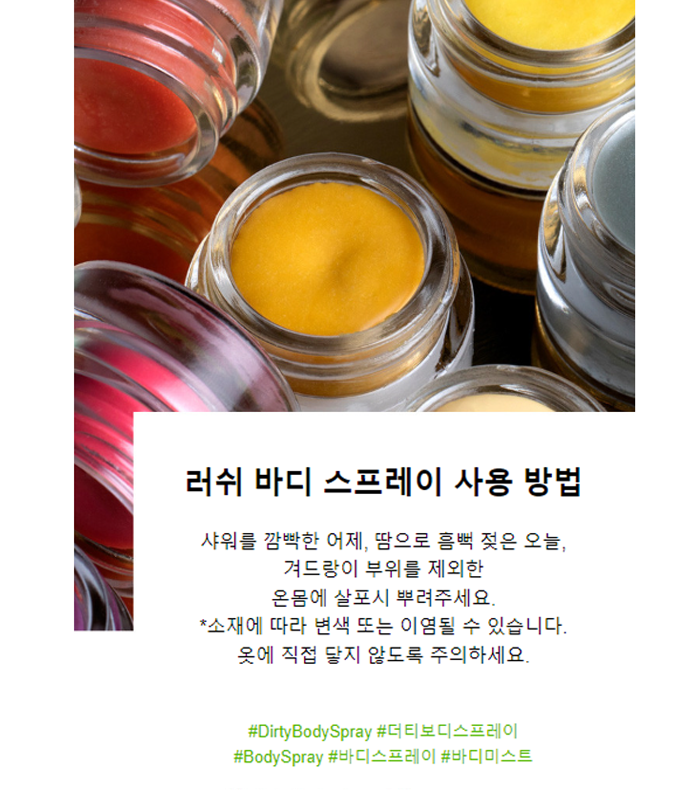 러쉬 바디 스프레이 사용 방법
샤워를 깜빡한 어제, 땀으로 흠뻑 젖은 오늘,
겨드랑이 부위를 제외한
온몸에 살포시 뿌려주세요.
*소재에 따라 변색 또는 이염될 수 있습니다.
옷에 직접 닿지 않도록 주의하세요.
#DirtyBodySpray #더티보디스프레이
#BodySpray #바디스프레이 #바디미스트